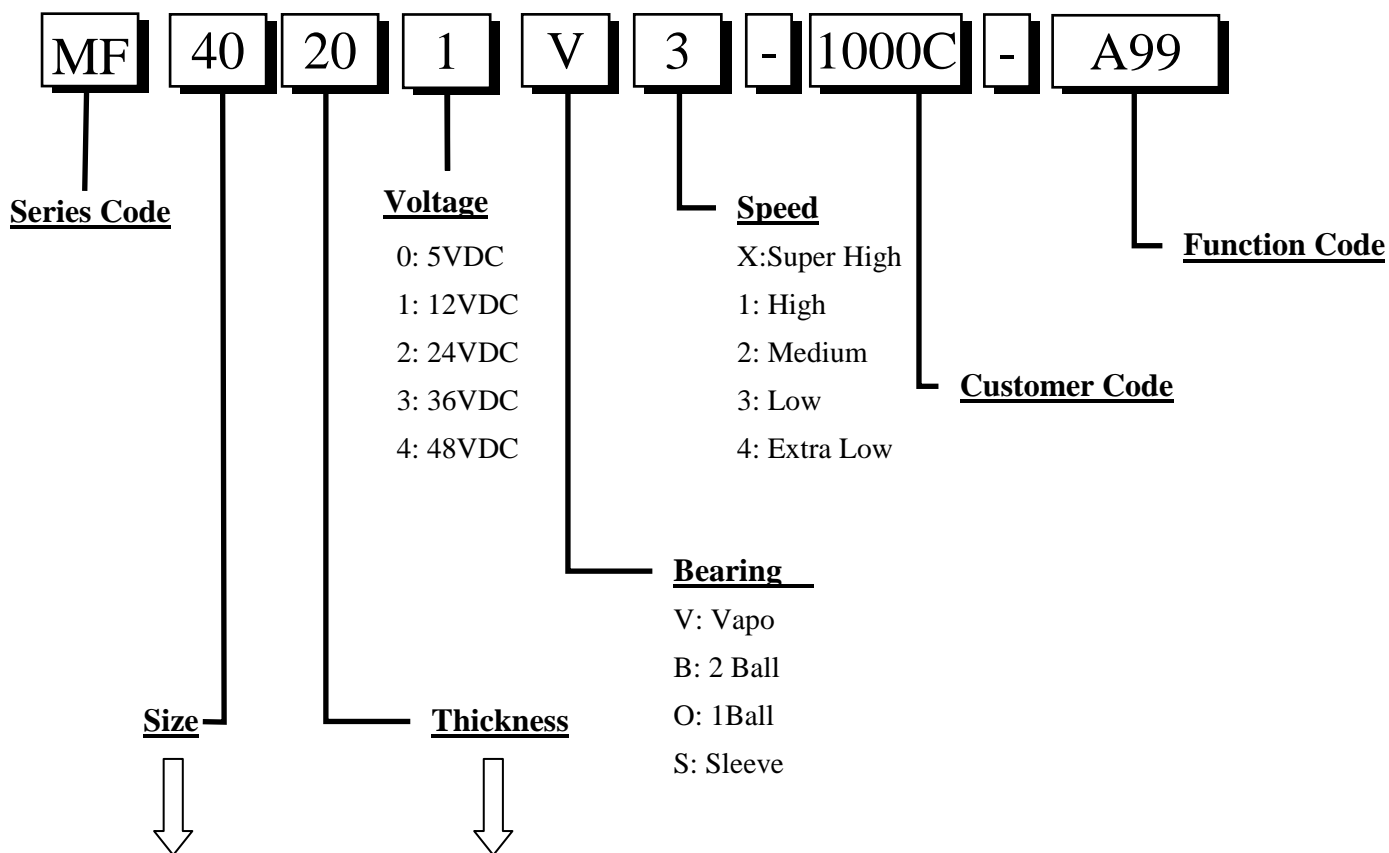 MF 40 20 1 V 3 - 1000C - A99
Series Code
Voltage
0: 5VDC
1: 12VDC
2: 24VDC
3: 36VDC
4: 48VDC
Speed
X:Super High
1: High
2: Medium
3: Low
4: Extra Low
Function Code
Customer Code
Bearing
V: Vapo
B: 2 Ball
O: 1Ball
S: Sleeve
Size
Thickness